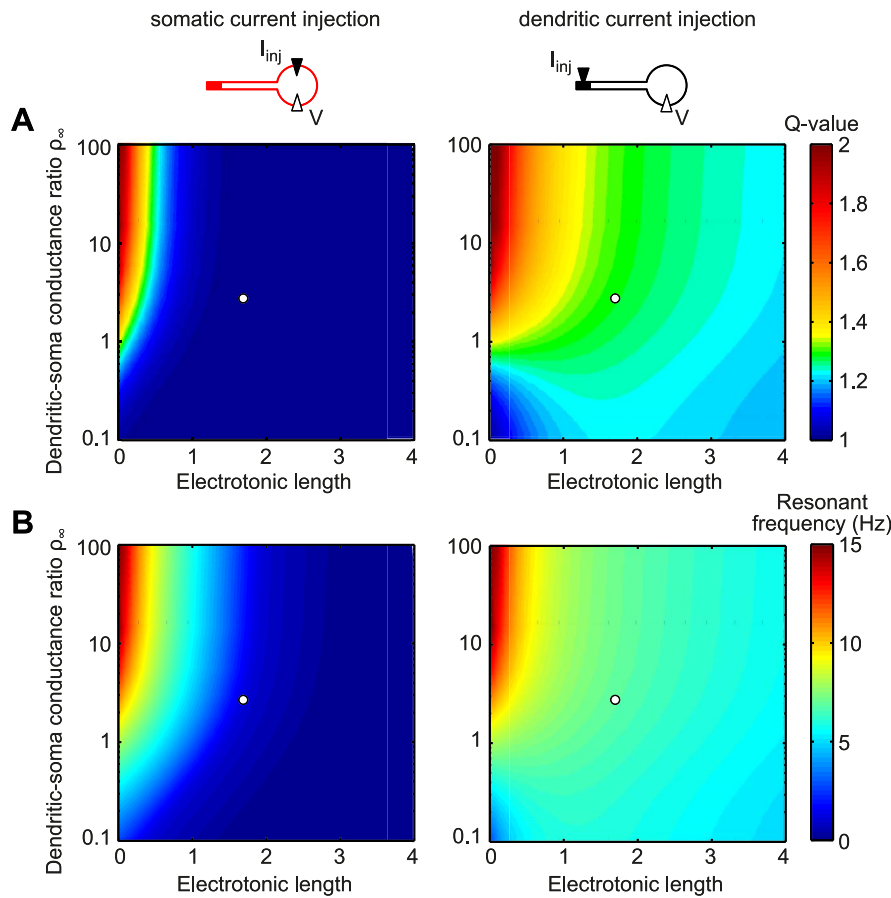 somatic current injection
dendritic current injection
I_inj
V
I_inj
V
A
Q-value
Dendritic-soma conductance ratio ρ_∞
100
10
1
0.1
0
1
2
3
4
Electrotonic length
100
10
1
0.1
0
1
2
3
4
Electrotonic length
2
1.8
1.6
1.4
1.2
1
B
Resonant
frequency (Hz)
Dendritic-soma conductance ratio ρ_∞
100
10
1
0.1
0
1
2
3
4
Electrotonic length
100
10
1
0.1
0
1
2
3
4
Electrotonic length
15
10
5
0